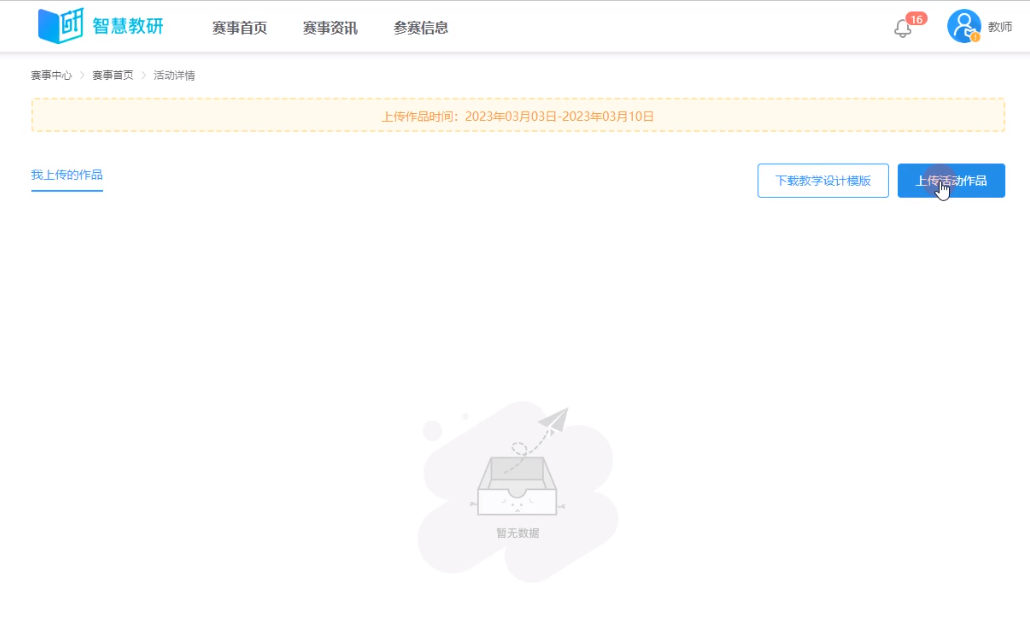 智慧教研
赛事首页 赛事资讯 参赛信息
16
教师
赛事中心 > 赛事首页 > 活动详情
上传作品时间：2023年03月03日-2023年03月10日
我上传的作品
下载教学设计模版
上传活动作品
暂无数据